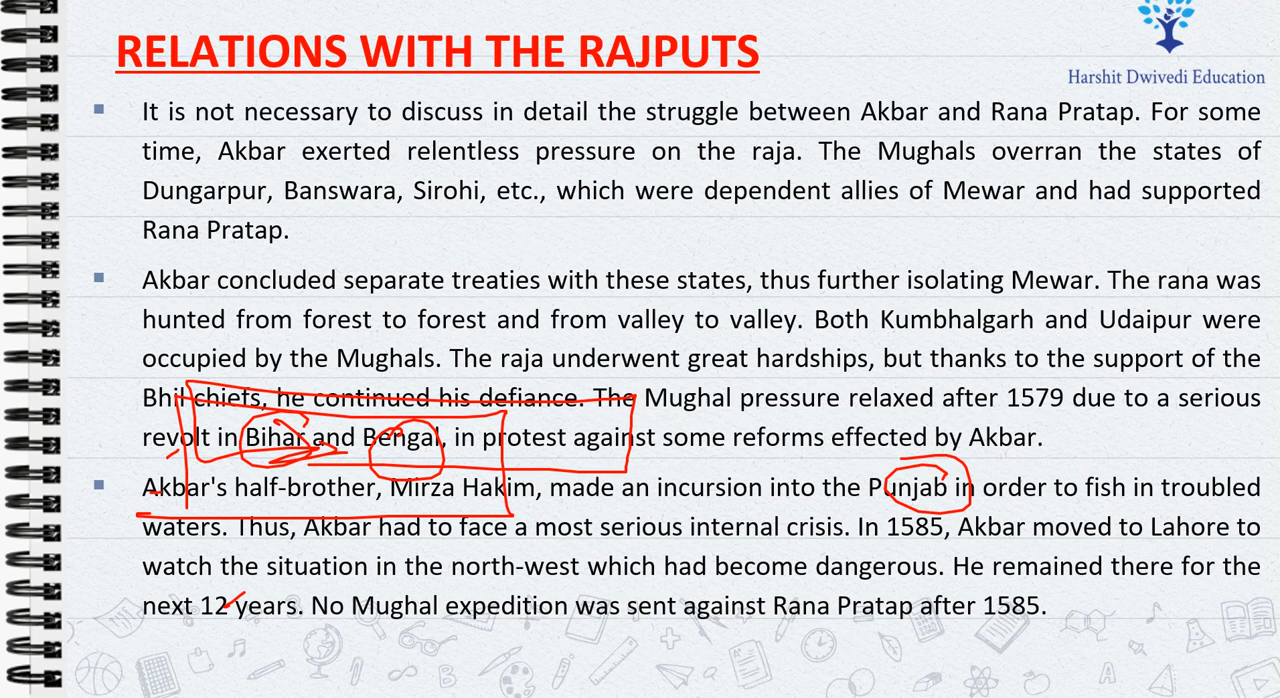 RELATIONS WITH THE RAJPUTS
Harshit Dwivedi Education
It is not necessary to discuss in detail the struggle between Akbar and Rana Pratap. For some
time, Akbar exerted relentless pressure on the raja. The Mughals overran the states of
Dungarpur, Banswara, Sirohi, etc., which were dependent allies of Mewar and had supported
Rana Pratap.
Akbar concluded separate treaties with these states, thus further isolating Mewar. The rana was
hunted from forest to forest and from valley to valley. Both Kumbhalgarh and Udaipur were
occupied by the Mughals. The raja underwent great hardships, but thanks to the support of the
Bhil chiefs, he continued his defiance. The Mughal pressure relaxed after 1579 due to a serious
revolt in Bihar and Bengal, in protest against some reforms effected by Akbar.
Akbar's half-brother, Mirza Hakim, made an incursion into the Punjab in order to fish in troubled
waters. Thus, Akbar had to face a most serious internal crisis. In 1585, Akbar moved to Lahore to
watch the situation in the north-west which had become dangerous. He remained there for the
next 12 years. No Mughal expedition was sent against Rana Pratap after 1585.